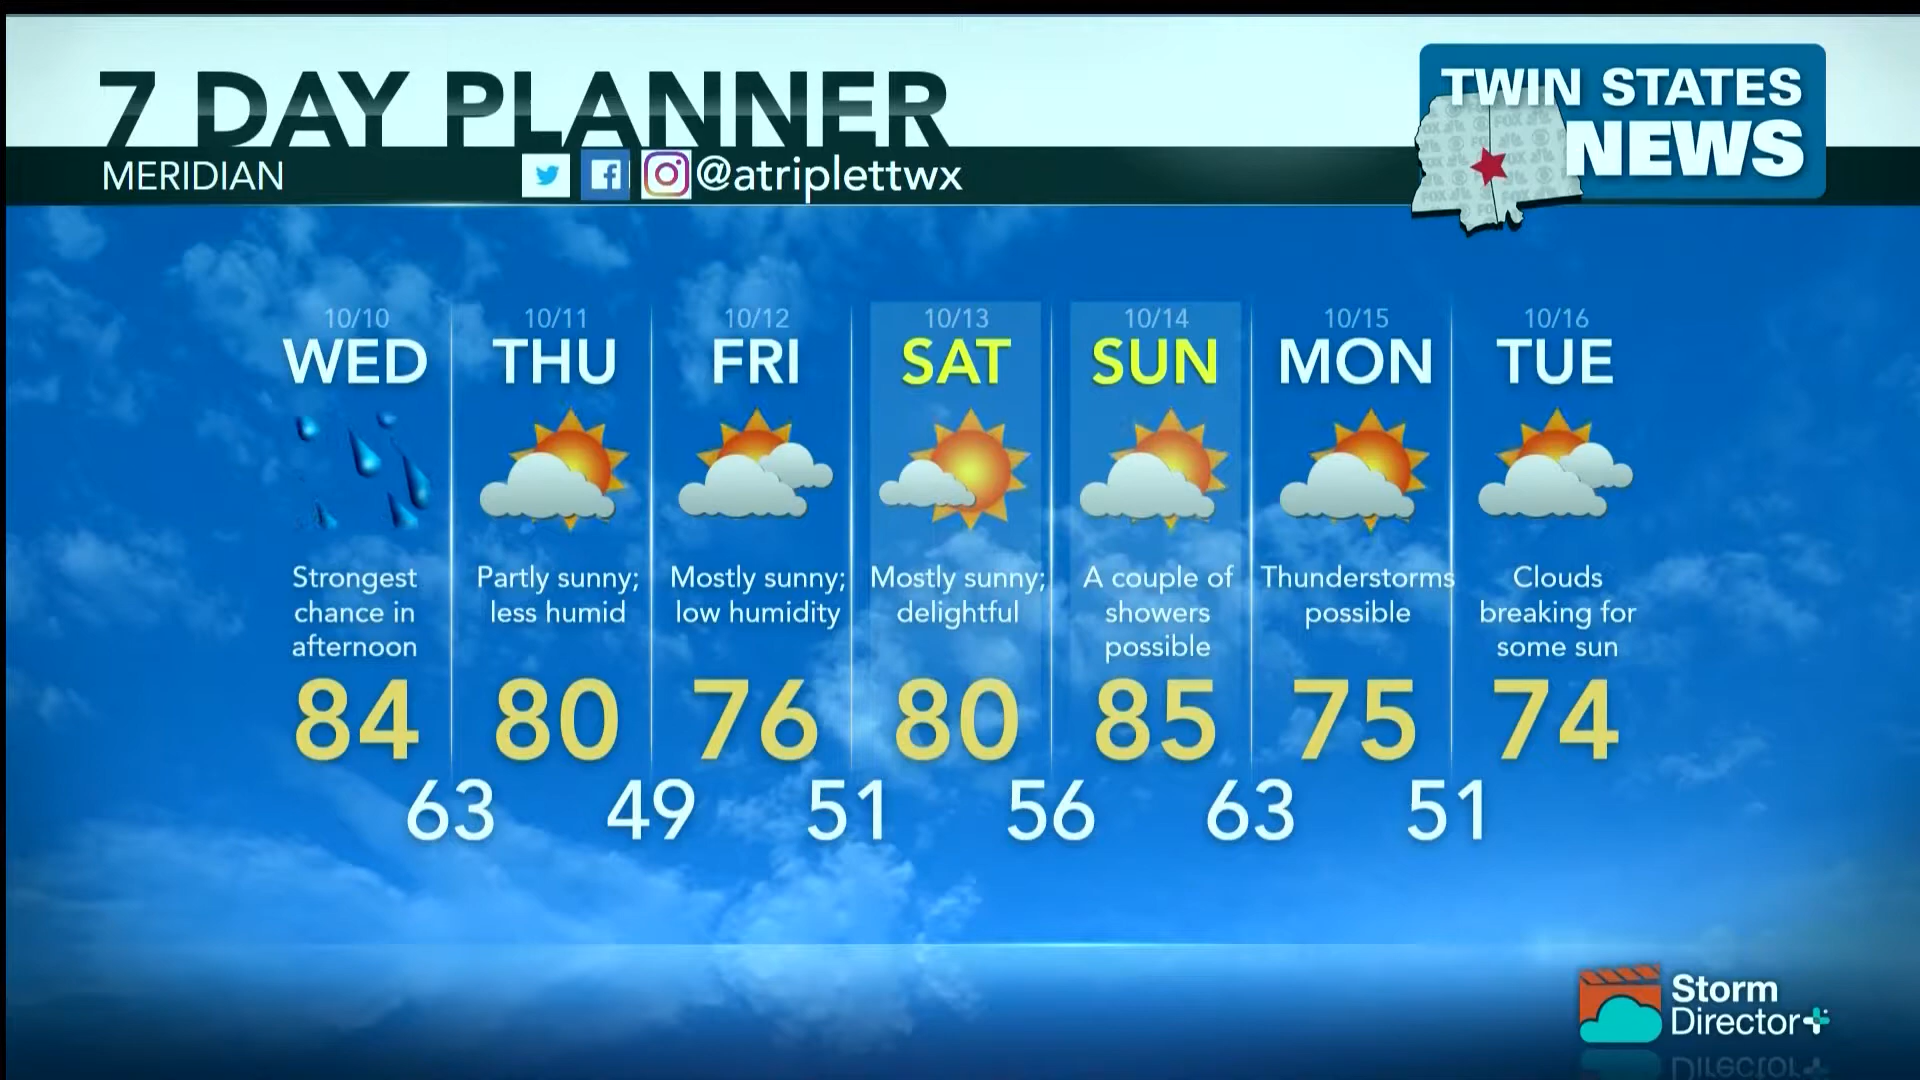 7 DAY PLANNER
MERIDIAN
@atriplettwx
TWIN STATES
NEWS
10/10
WED
Strongest
chance in
afternoon
84
10/11
THU
Partly sunny;
less humid
80
10/12
FRI
Mostly sunny;
low humidity
76
10/13
SAT
Mostly sunny;
delightful
80
10/14
SUN
A couple of
showers
possible
85
10/15
MON
Thunderstorms
possible
75
10/16
TUE
Clouds
breaking for
some sun
74
63 49 51 56 63 51
Storm
Director+